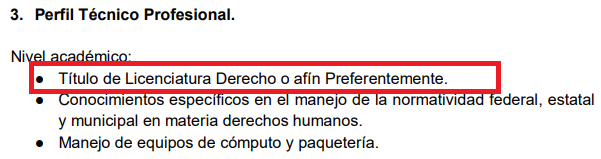 3. Perfil Técnico Profesional.
Nivel académico:
● Título de Licenciatura Derecho o afín Preferentemente.
● Conocimientos específicos en el manejo de la normatividad federal, estatal
y municipal en materia derechos humanos.
● Manejo de equipos de cómputo y paquetería.